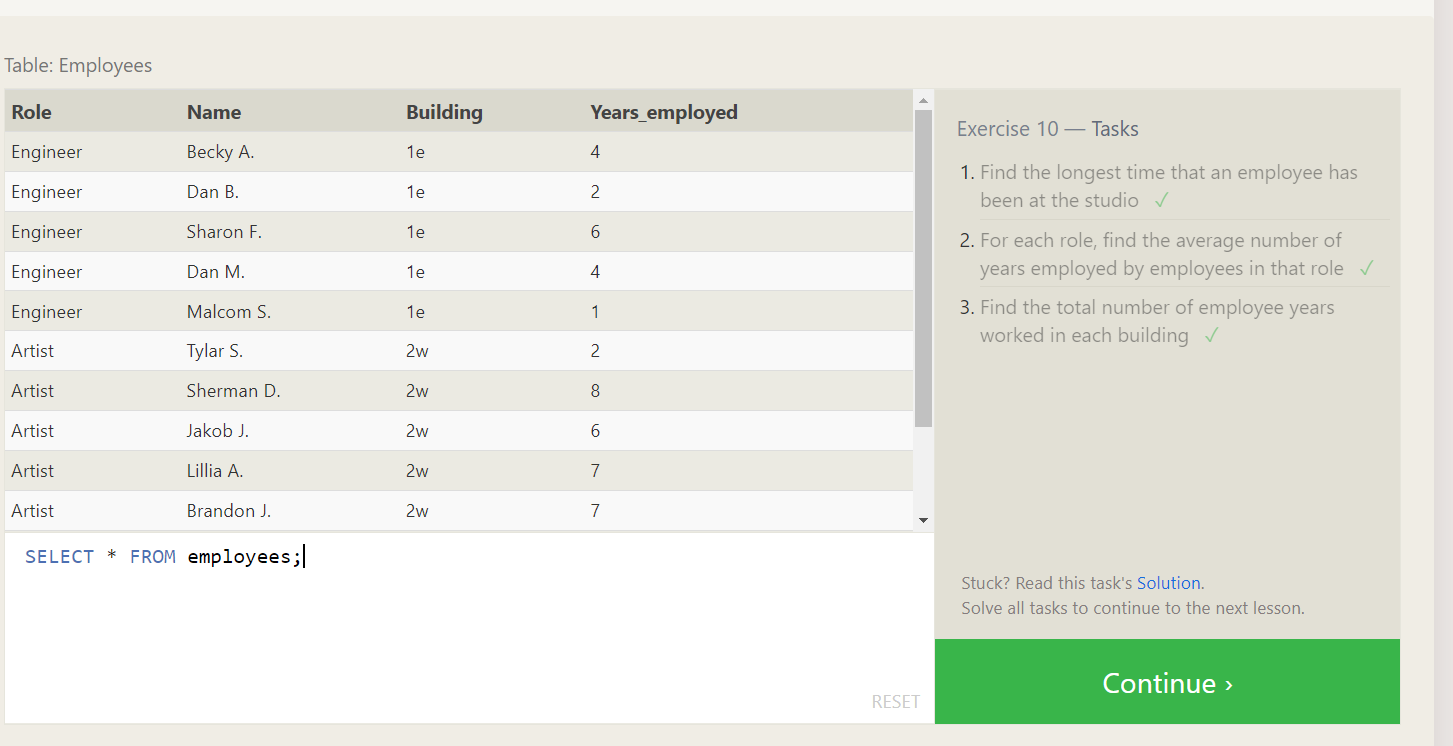 Table: Employees
Role Name Building Years_employed
Engineer Becky A. 1e 4
Engineer Dan B. 1e 2
Engineer Sharon F. 1e 6
Engineer Dan M. 1e 4
Engineer Malcom S. 1e 1
Artist Tylar S. 2w 2
Artist Sherman D. 2w 8
Artist Jakob J. 2w 6
Artist Lillia A. 2w 7
Artist Brandon J. 2w 7
SELECT * FROM employees;
RESET
Exercise 10 — Tasks
1. Find the longest time that an employee has
been at the studio ✓
2. For each role, find the average number of
years employed by employees in that role ✓
3. Find the total number of employee years
worked in each building ✓
Stuck? Read this task's Solution.
Solve all tasks to continue to the next lesson.
Continue ›